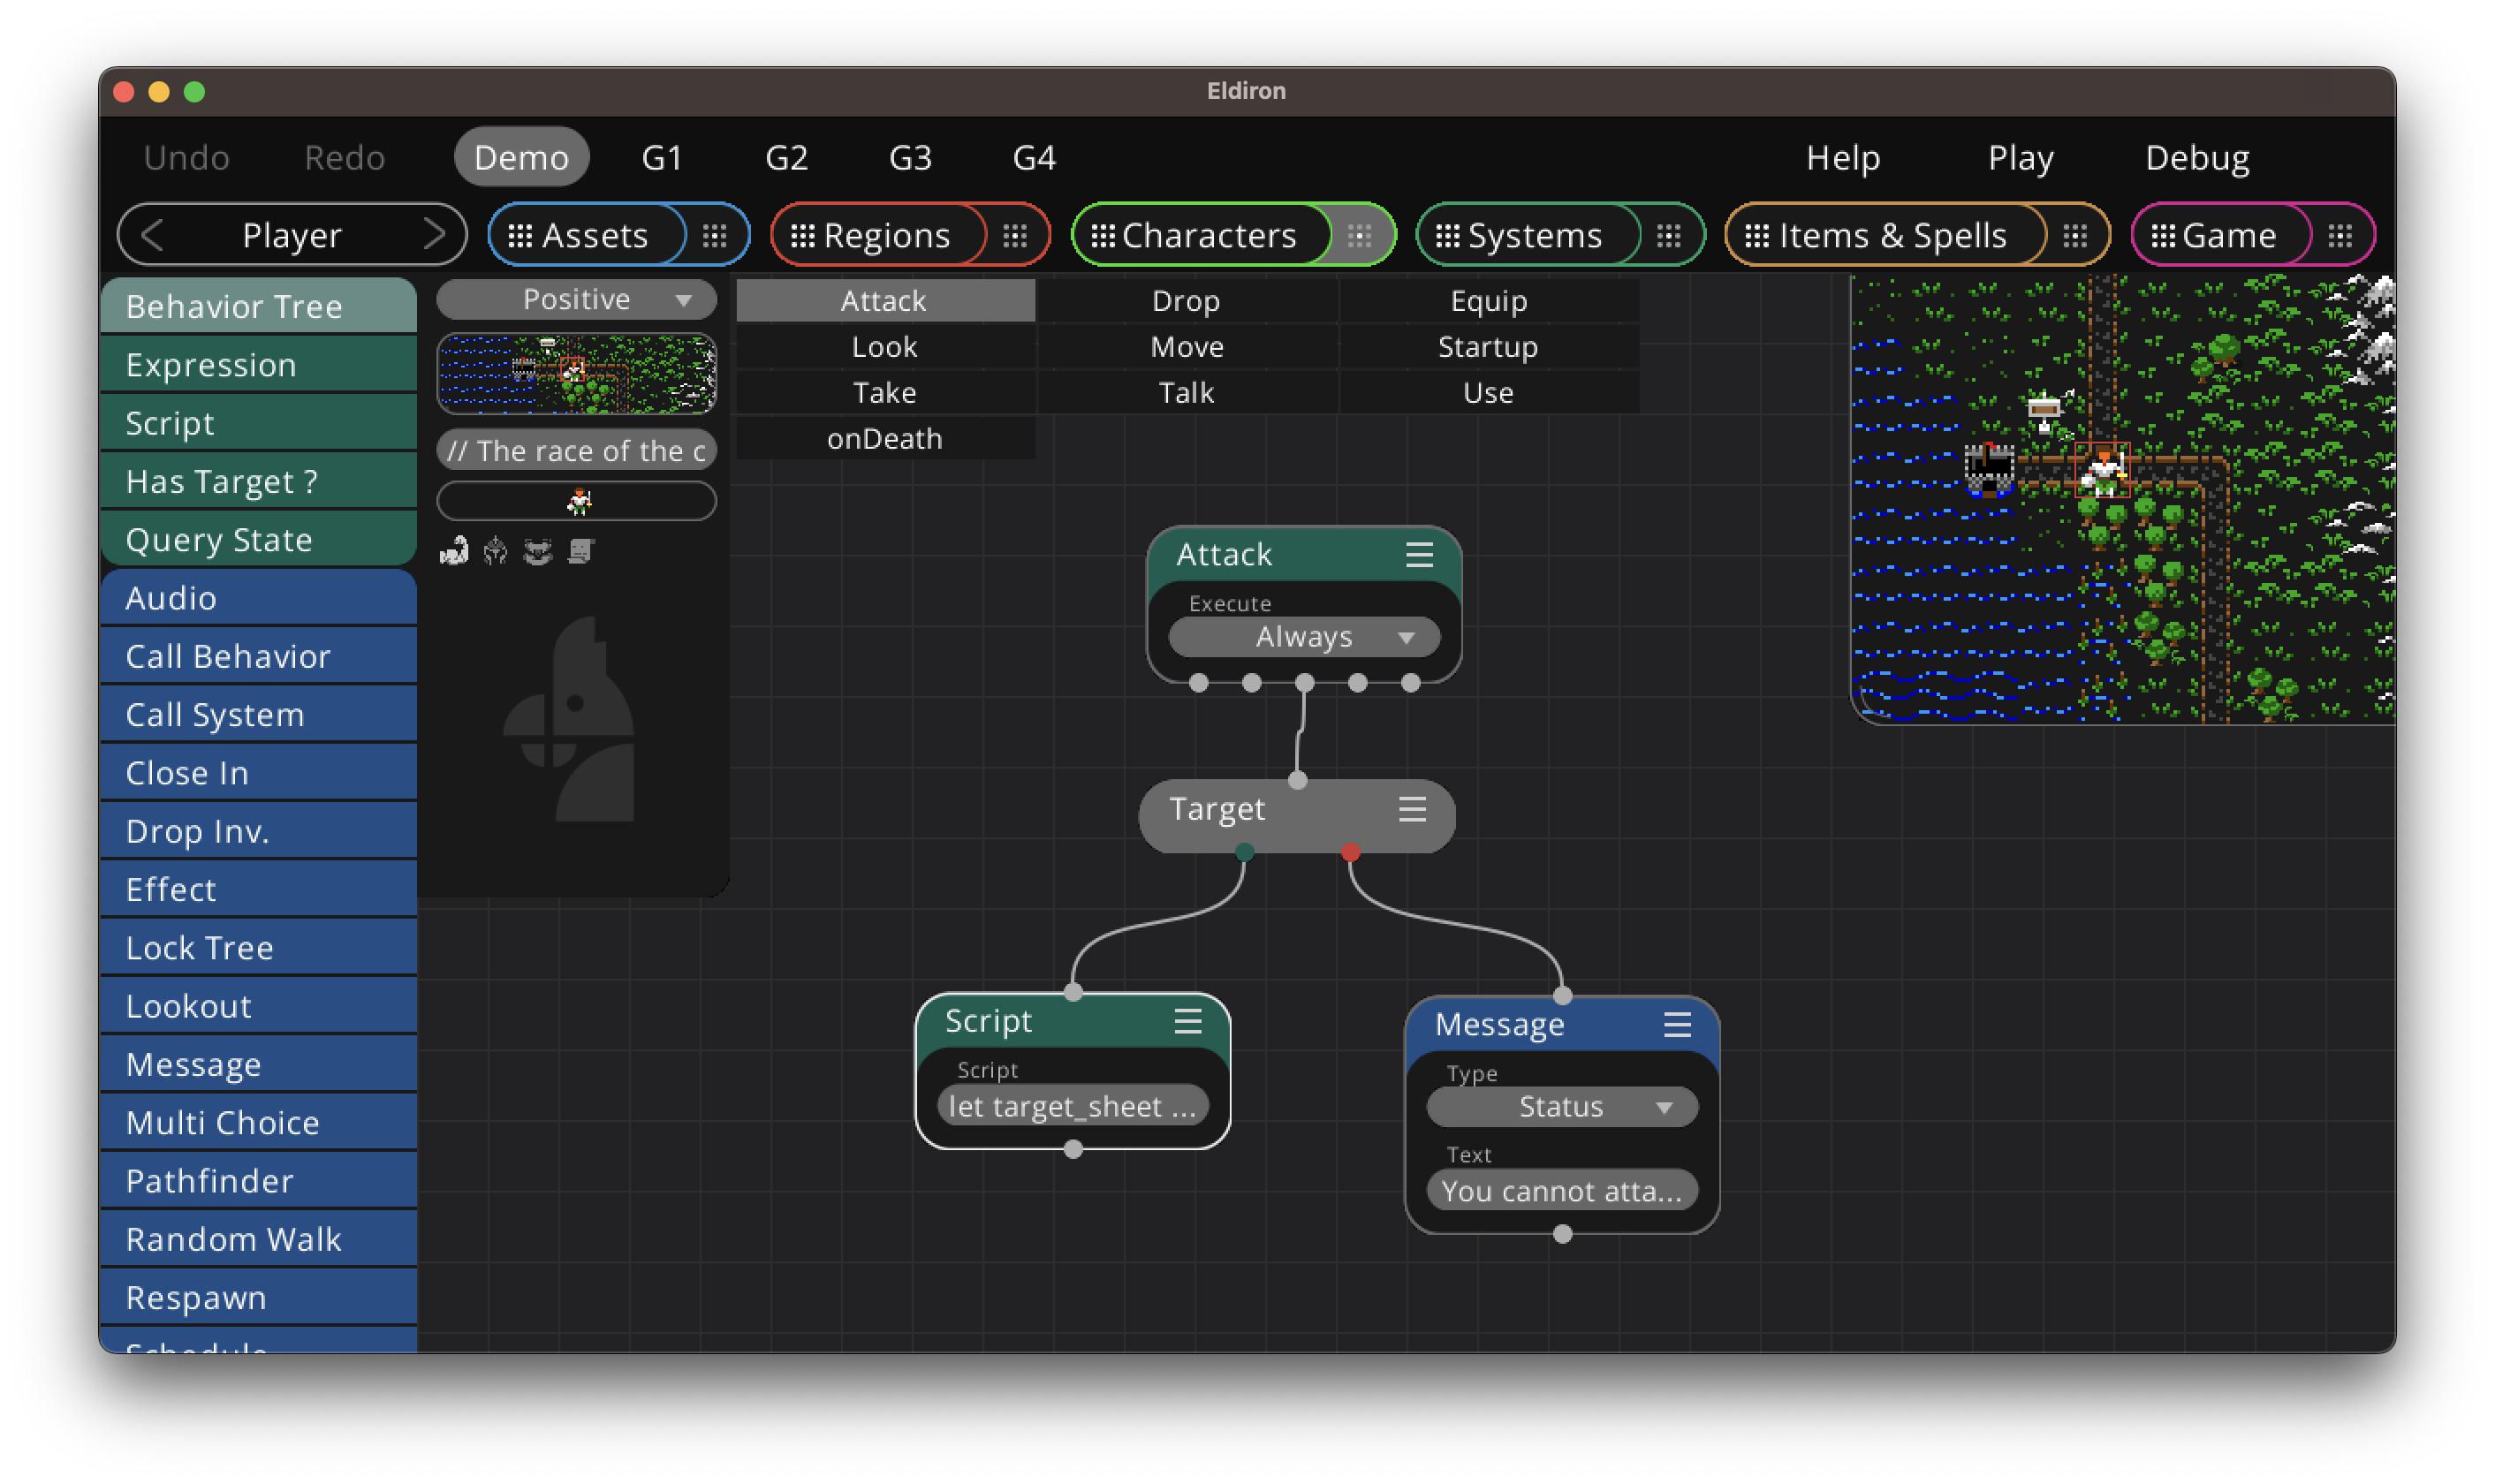 Eldiron
Undo Redo Demo G1 G2 G3 G4 Help Play Debug
Player Assets Regions Characters Systems Items & Spells Game
Behavior Tree
Expression
Script
Has Target ?
Query State
Audio
Call Behavior
Call System
Close In
Drop Inv.
Effect
Lock Tree
Lookout
Message
Multi Choice
Pathfinder
Random Walk
Respawn
Schedule
Positive
// The race of the c
Attack Drop Equip
Look Move Startup
Take Talk Use
onDeath
Attack
Execute
Always
Target
Script
Script
let target_sheet ...
Message
Type
Status
Text
You cannot atta...